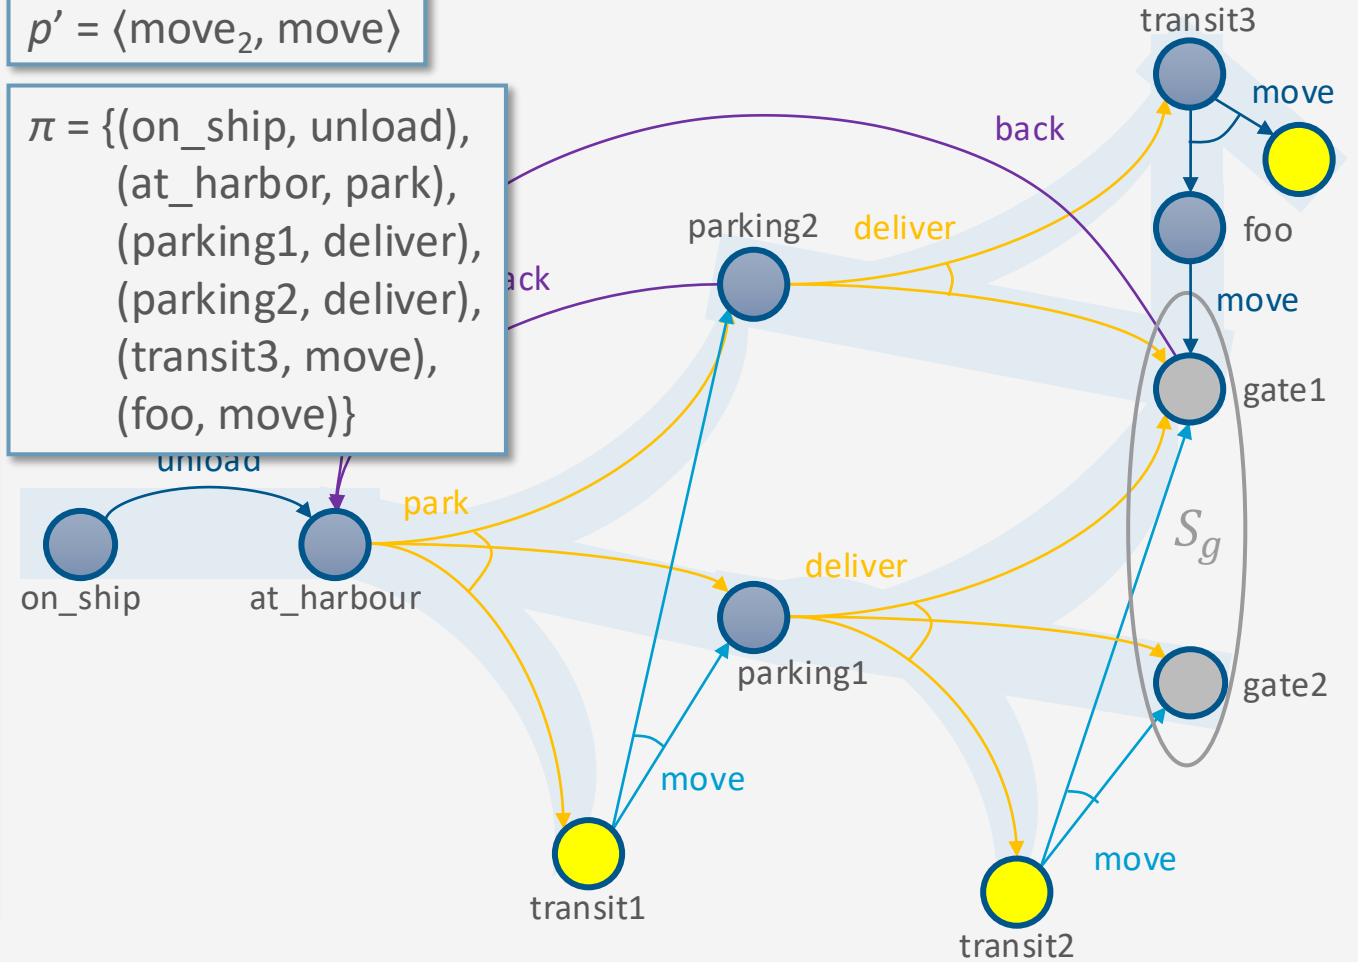 p' = ⟨move₂, move⟩
transit3
π = {(on_ship, unload),
(at_harbor, park),
(parking1, deliver),
(parking2, deliver),
(transit3, move),
(foo, move)}
move
back
parking2
deliver
foo
ack
move
gate1
unload
park
S_g
deliver
on_ship
at_harbour
parking1
gate2
move
move
transit1
transit2